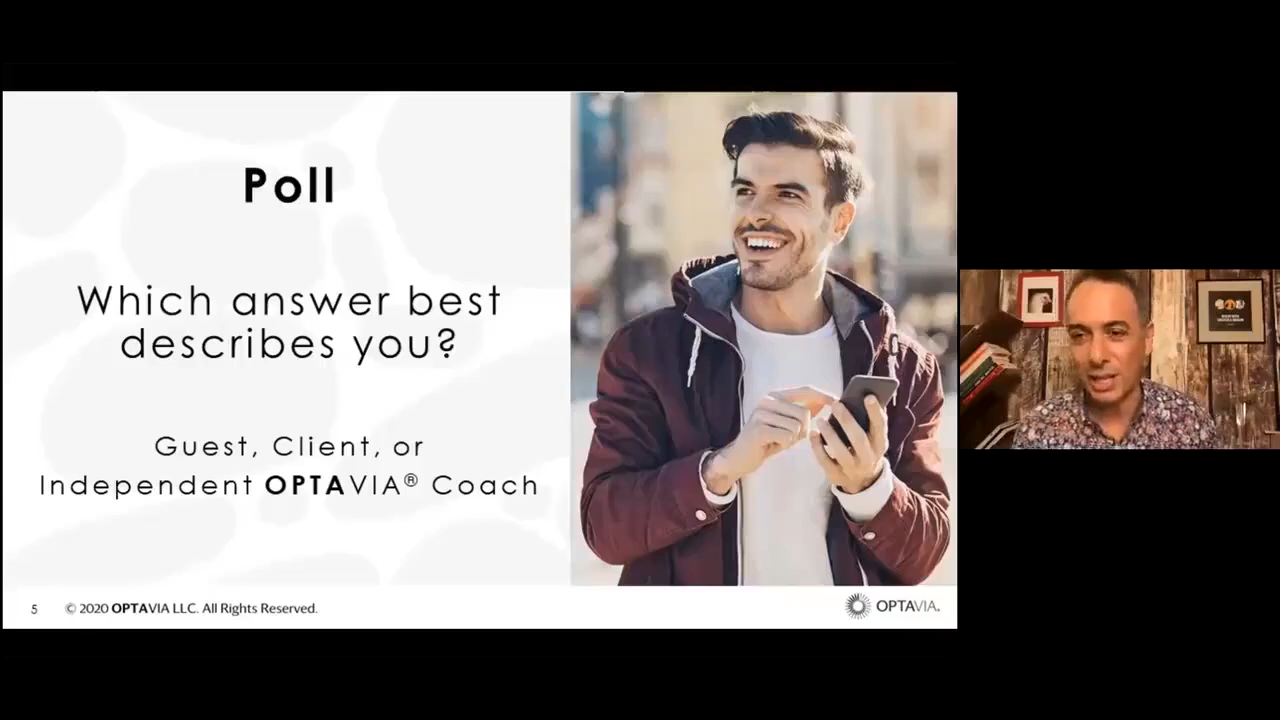 Poll
Which answer best
describes you?
Guest, Client, or
Independent OPTAVIA® Coach
5
© 2020 OPTAVIA LLC. All Rights Reserved.
OPTAVIA®